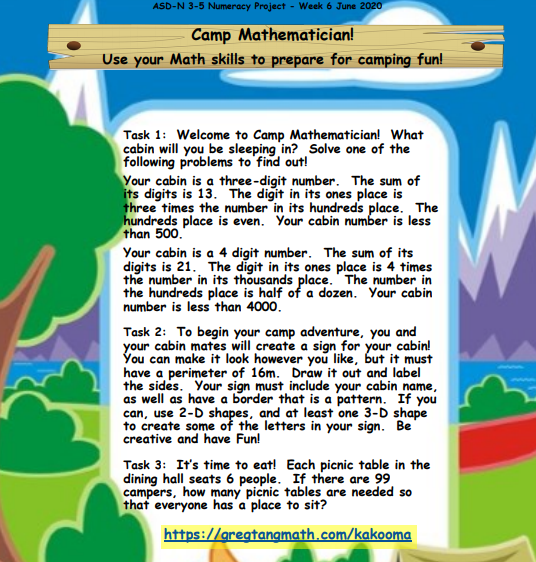 ASD-N 3-5 Numeracy Project - Week 6 June 2020
Camp Mathematician!
Use your Math skills to prepare for camping fun!
Task 1: Welcome to Camp Mathematician! What
cabin will you be sleeping in? Solve one of the
following problems to find out!
Your cabin is a three-digit number. The sum of
its digits is 13. The digit in its ones place is
three times the number in its hundreds place. The
hundreds place is even. Your cabin number is less
than 500.
Your cabin is a 4 digit number. The sum of its
digits is 21. The digit in its ones place is 4 times
the number in its thousands place. The number in
the hundreds place is half of a dozen. Your cabin
number is less than 4000.
Task 2: To begin your camp adventure, you and
your cabin mates will create a sign for your cabin!
You can make it look however you like, but it must
have a perimeter of 16m. Draw it out and label
the sides. Your sign must include your cabin name,
as well as have a border that is a pattern. If you
can, use 2-D shapes, and at least one 3-D shape
to create some of the letters in your sign. Be
creative and have Fun!
Task 3: It's time to eat! Each picnic table in the
dining hall seats 6 people. If there are 99
campers, how many picnic tables are needed so
that everyone has a place to sit?
https://gregtangmath.com/kakooma